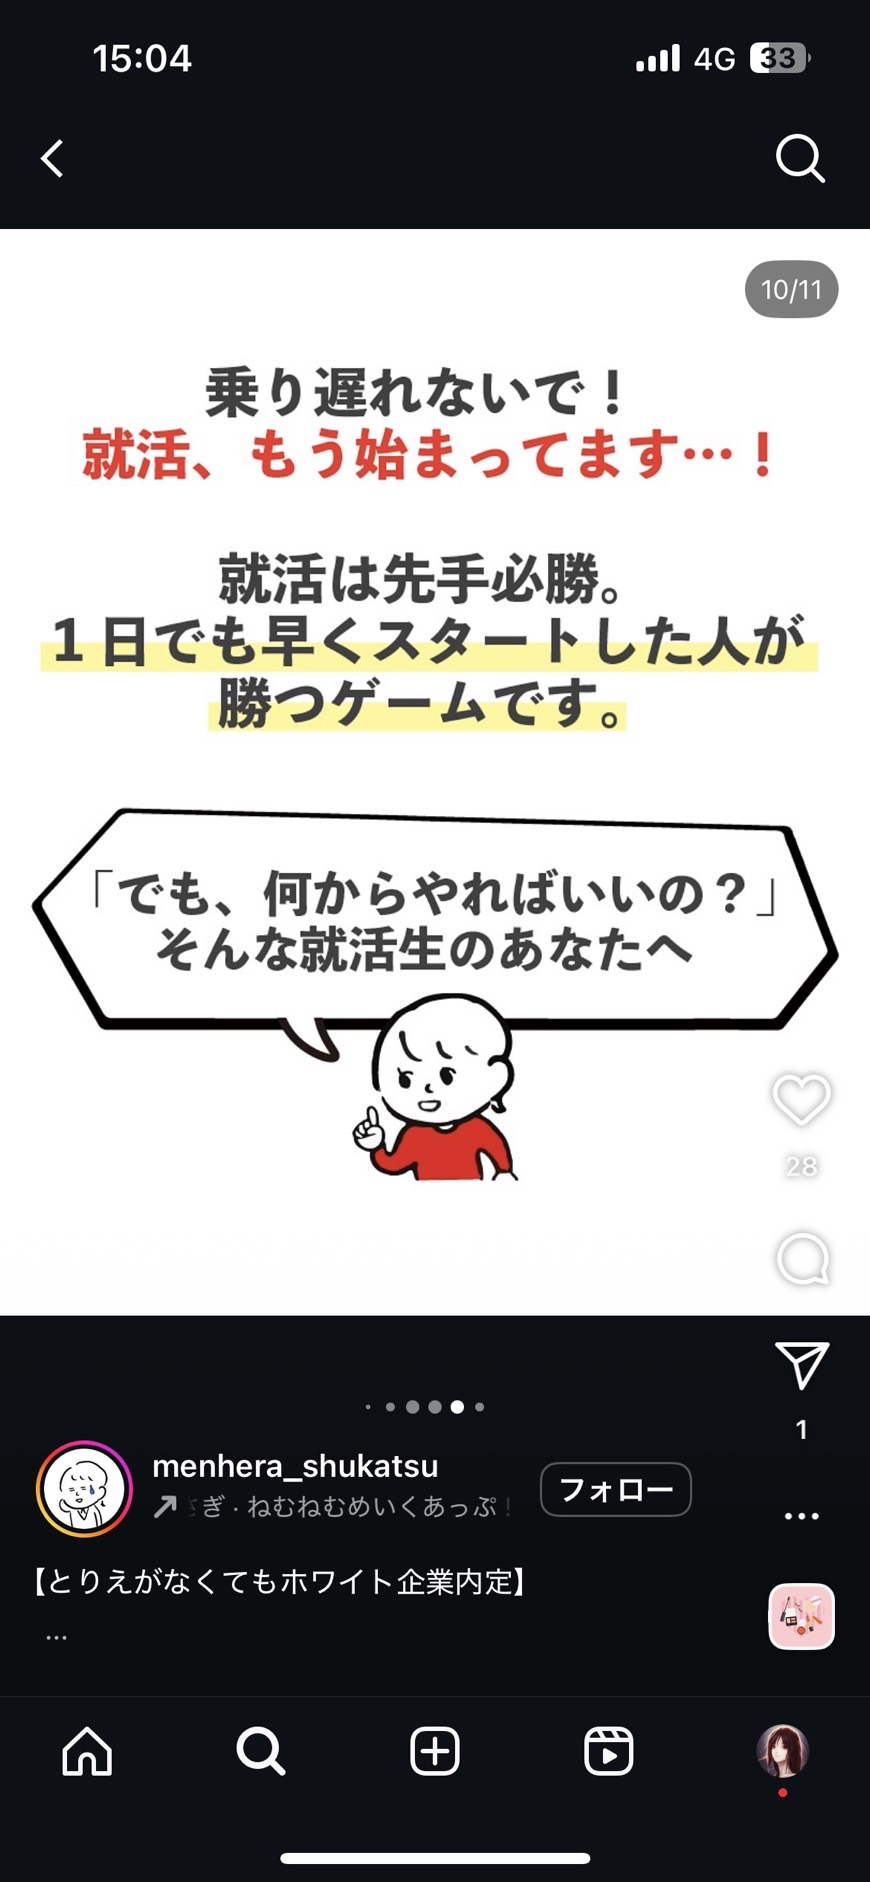 15:04
4G
33
10/11
乗り遅れないで！
就活、もう始まってます…！
就活は先手必勝。
１日でも早くスタートした人が
勝つゲームです。
「でも、何からやればいいの？」
そんな就活生のあなたへ
28
1
menhera_shukatsu
ぎ · ねむねむめいくあっぷ！
フォロー
【とりえがなくてもホワイト企業内定】
...